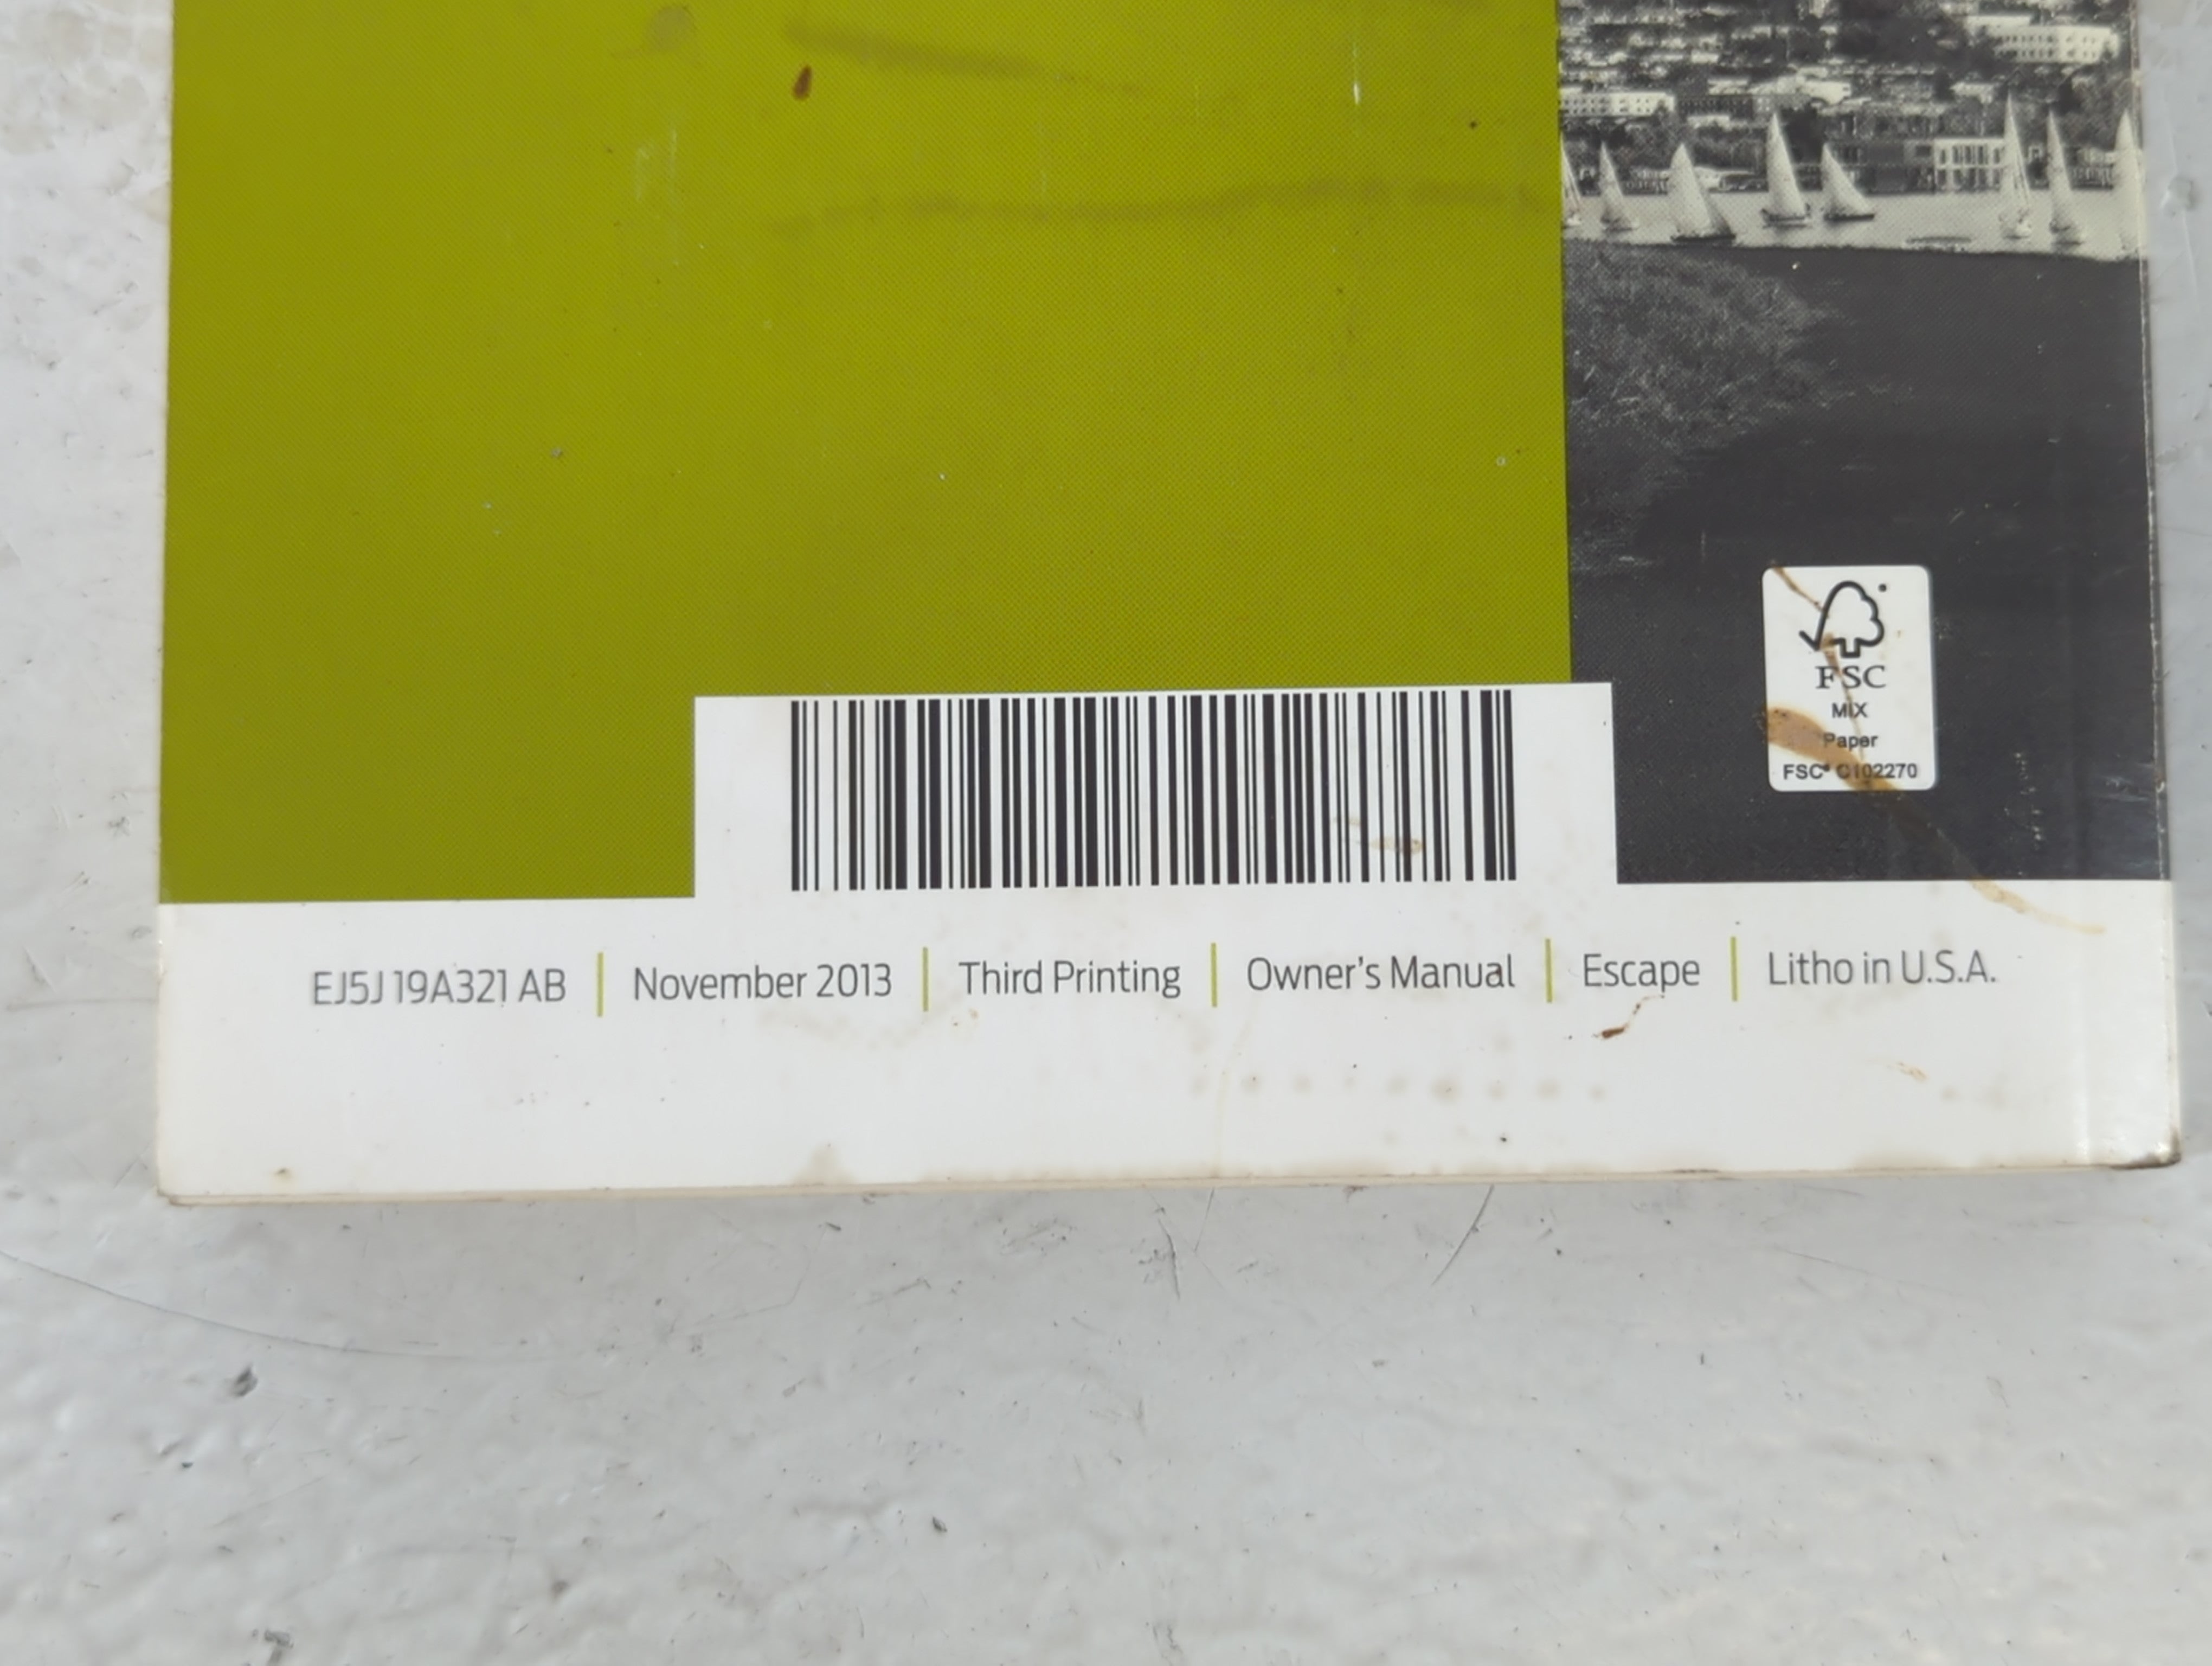 FSC
MIX
Paper
FSC® C102270
EJ5J 19A321 AB | November 2013 | Third Printing | Owner's Manual | Escape | Litho in U.S.A.